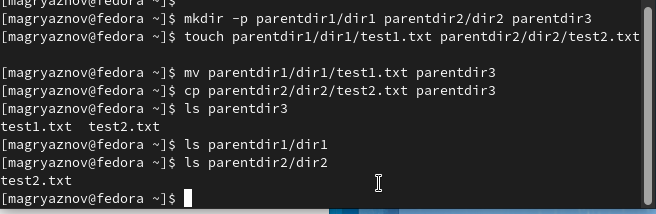 [magryaznov@fedora ~]$
[magryaznov@fedora ~]$ mkdir -p parentdir1/dir1 parentdir2/dir2 parentdir3
[magryaznov@fedora ~]$ touch parentdir1/dir1/test1.txt parentdir2/dir2/test2.txt
[magryaznov@fedora ~]$ mv parentdir1/dir1/test1.txt parentdir3
[magryaznov@fedora ~]$ cp parentdir2/dir2/test2.txt parentdir3
[magryaznov@fedora ~]$ ls parentdir3
test1.txt  test2.txt
[magryaznov@fedora ~]$ ls parentdir1/dir1
[magryaznov@fedora ~]$ ls parentdir2/dir2
test2.txt
[magryaznov@fedora ~]$